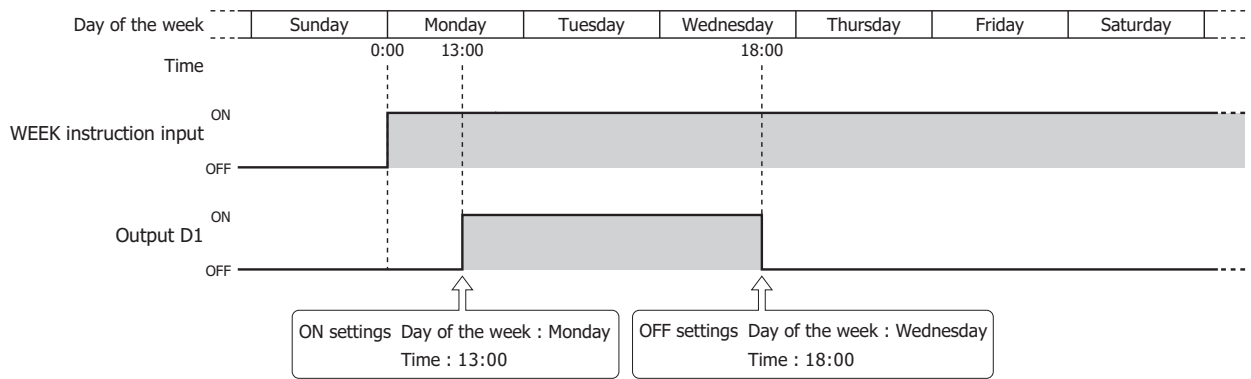 Day of the week Sunday Monday Tuesday Wednesday Thursday Friday Saturday
0:00 13:00 18:00
Time
ON
WEEK instruction input
OFF
ON
Output D1
OFF
ON settings Day of the week : Monday
Time : 13:00
OFF settings Day of the week : Wednesday
Time : 18:00